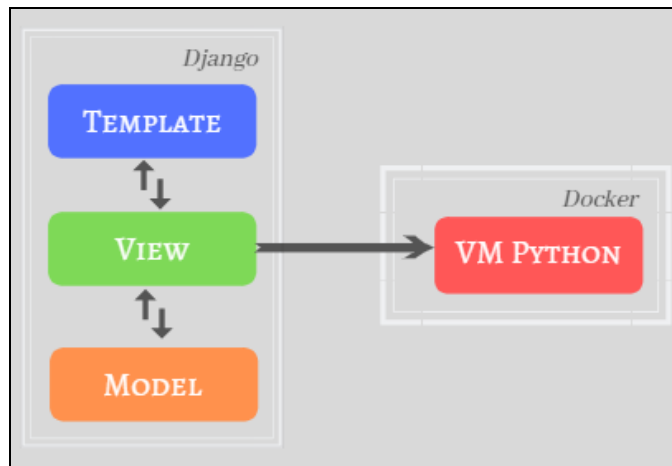 Django
TEMPLATE
VIEW
MODEL
Docker
VM PYTHON